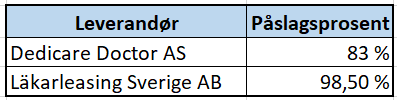 Leverandør Påslagsprosent
Dedicare Doctor AS 83 %
Läkarleasing Sverige AB 98,50 %